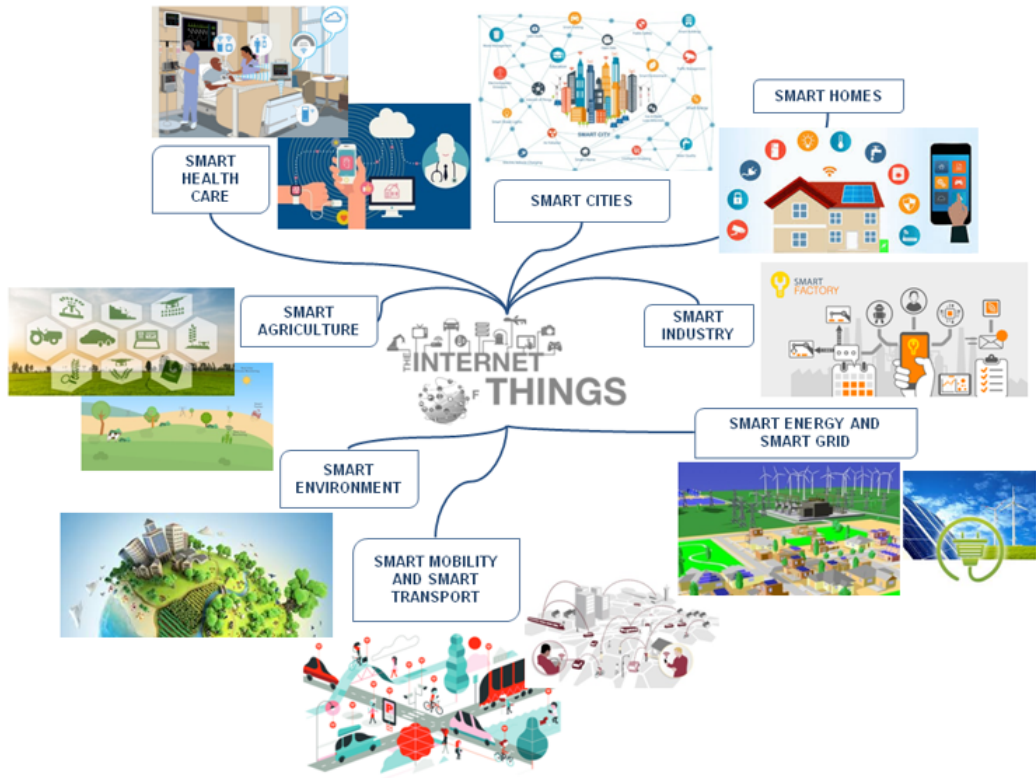 SMART HOMES
SMART
HEALTH
CARE
SMART CITY
SMART CITIES
SMART
FACTORY
SMART
AGRICULTURE
SMART
INDUSTRY
THE
INTERNET
OF
THINGS
SMART ENERGY AND
SMART GRID
SMART
ENVIRONMENT
SMART MOBILITY
AND SMART
TRANSPORT